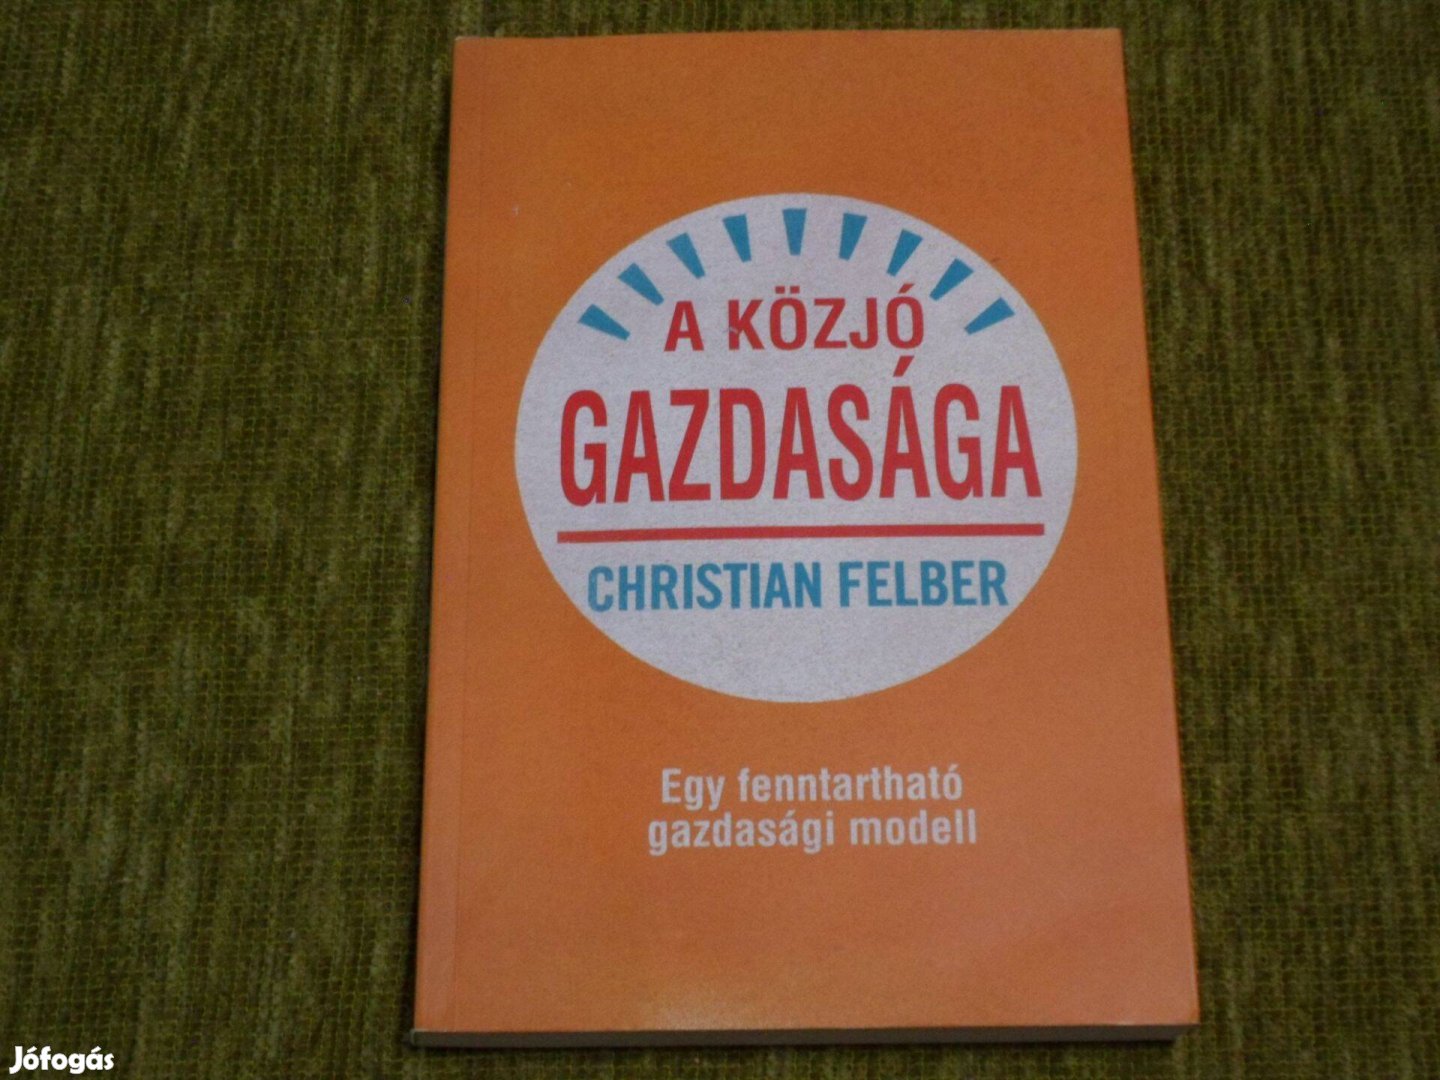 A KÖZJÓ
GAZDASÁGA
CHRISTIAN FELBER
Egy fenntartható
gazdasági modell
Jófogás